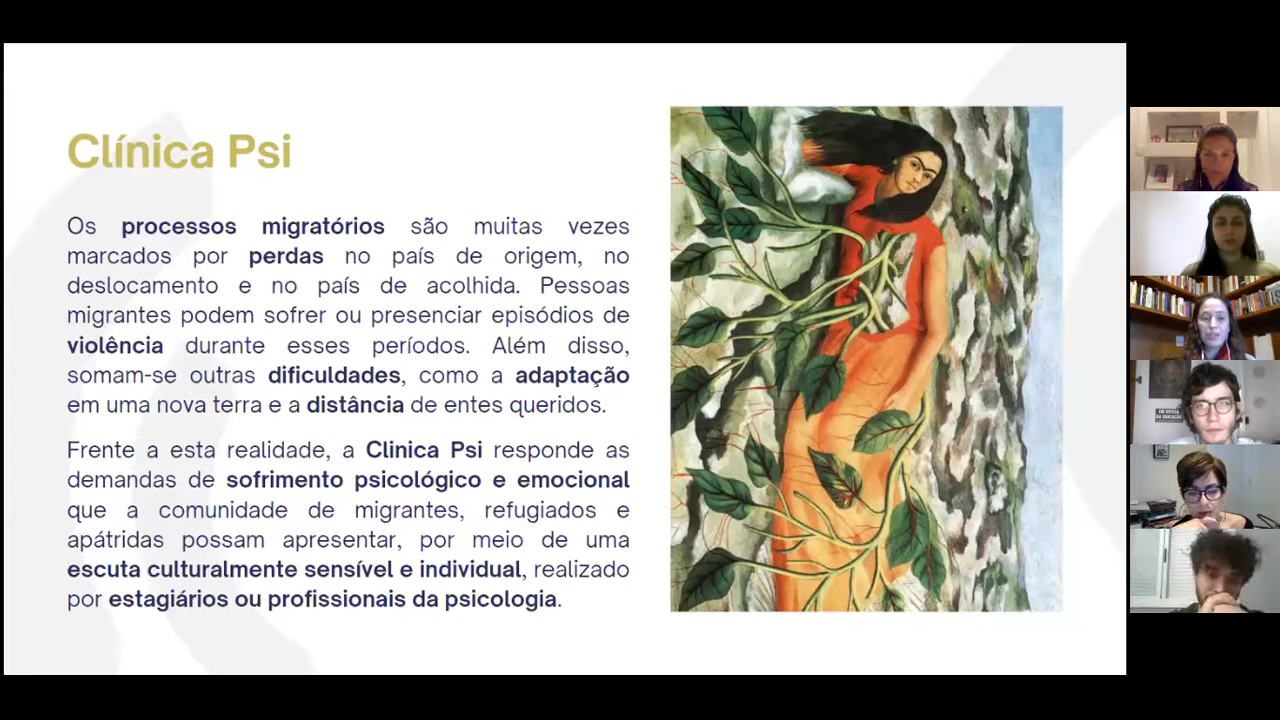 Clínica Psi
Os processos migratórios são muitas vezes
marcados por perdas no país de origem, no
deslocamento e no país de acolhida. Pessoas
migrantes podem sofrer ou presenciar episódios de
violência durante esses períodos. Além disso,
somam-se outras dificuldades, como a adaptação
em uma nova terra e a distância de entes queridos.
Frente a esta realidade, a Clinica Psi responde as
demandas de sofrimento psicológico e emocional
que a comunidade de migrantes, refugiados e
apátridas possam apresentar, por meio de uma
escuta culturalmente sensível e individual, realizado
por estagiários ou profissionais da psicologia.
EM DEFESA
DA EDUCAÇÃO